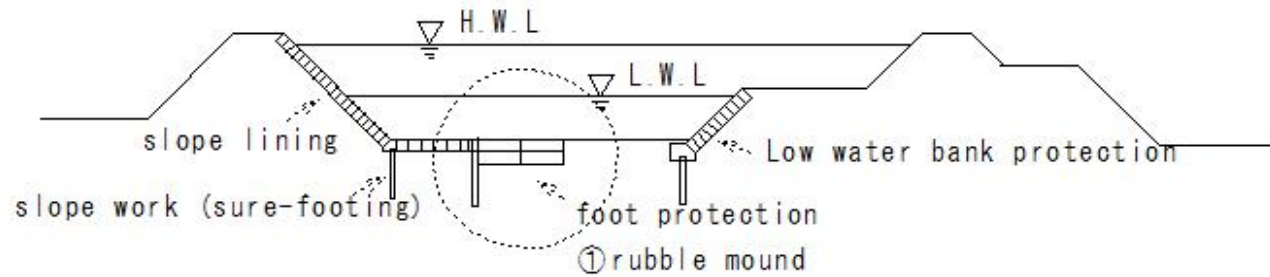 H.W.L
L.W.L
slope lining
Low water bank protection
slope work (sure-footing)
foot protection
①rubble mound